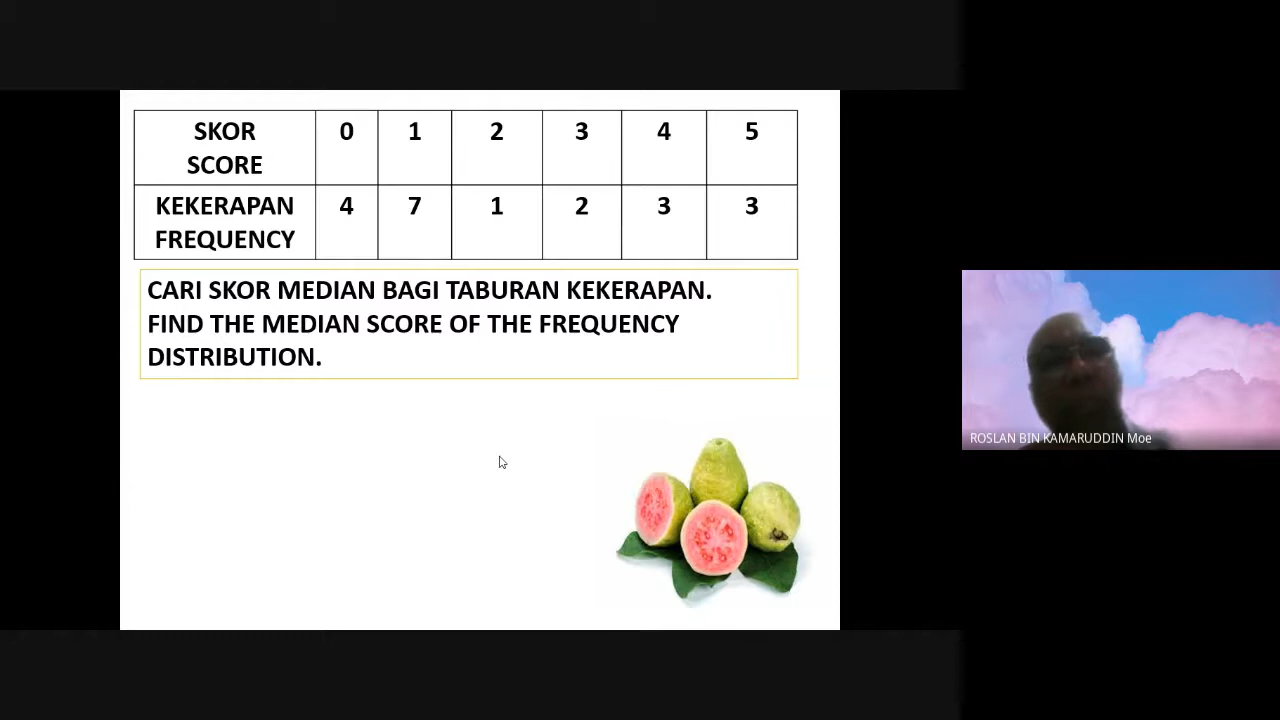 SKOR 0 1 2 3 4 5
SCORE
KEKERAPAN 4 7 1 2 3 3
FREQUENCY
CARI SKOR MEDIAN BAGI TABURAN KEKERAPAN.
FIND THE MEDIAN SCORE OF THE FREQUENCY
DISTRIBUTION.
ROSLAN BIN KAMARUDDIN Moe